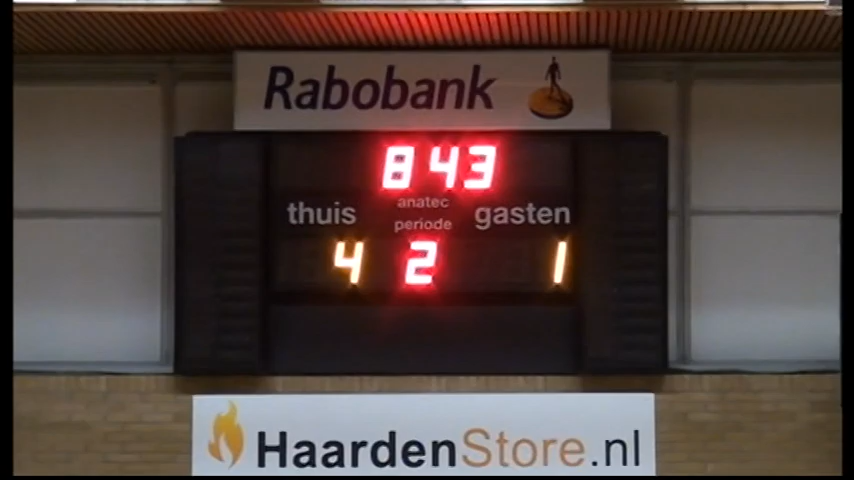 Rabobank
8 43
anatec
thuis periode gasten
4 2 1
HaardenStore.nl